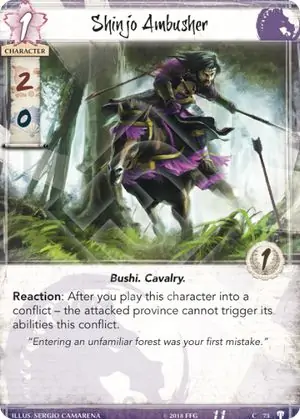 Shinjo Ambusher
1
CHARACTER
2
0
1
Bushi. Cavalry.
Reaction: After you play this character into a
conflict – the attacked province cannot trigger its
abilities this conflict.
“Entering an unfamiliar forest was your first mistake.”
ILLUS: SERGIO CAMARENA © 2018 FFG C 73